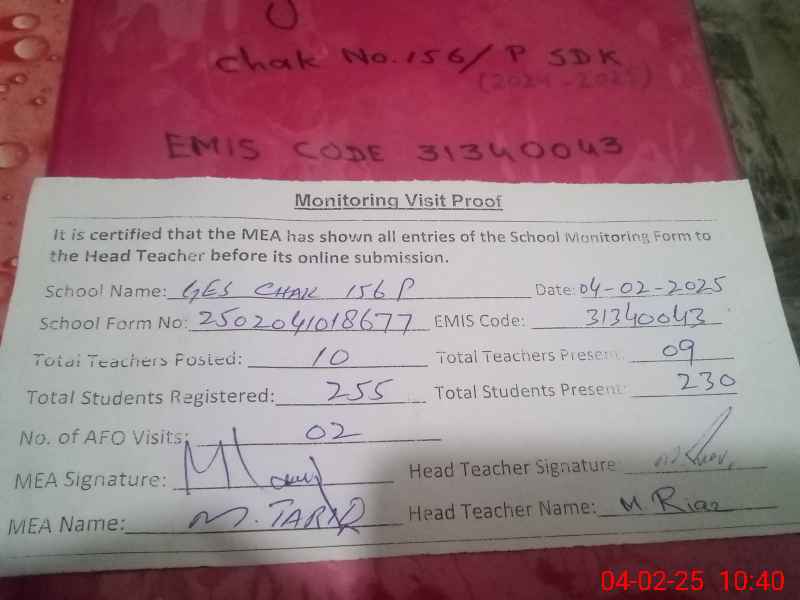 Chak No. 156/P SDK
(2024-2025)
EMIS CODE 31340043
Monitoring Visit Proof
It is certified that the MEA has shown all entries of the School Monitoring Form to
the Head Teacher before its online submission.
School Name: GES CHAK 156 P Date: 04-02-2025
School Form No: 2502041018677 EMIS Code: 31340043
Total Teachers Posted: 10 Total Teachers Present: 09
Total Students Registered: 255 Total Students Present: 230
No. of AFO Visits: 02
MEA Signature: Head Teacher Signature:
MEA Name: M. TARIQ Head Teacher Name: M. Riaz
04-02-25 10:40